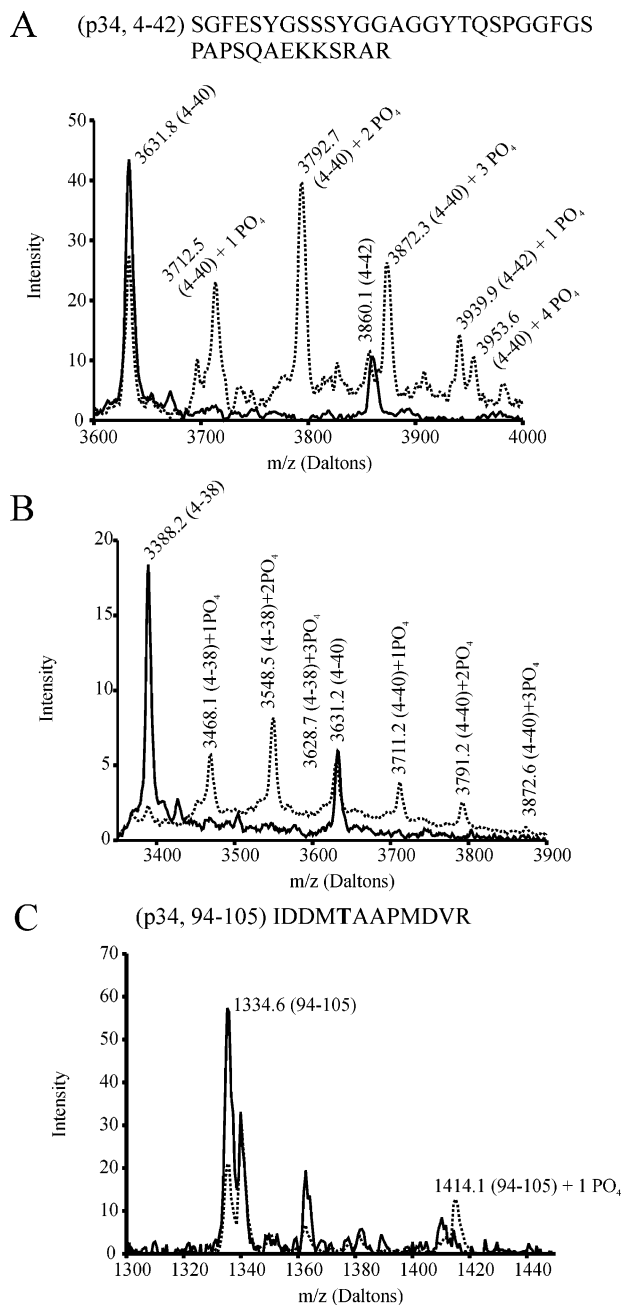 A
(p34, 4-42) SGFESYGSSSYGGAGGYTQSPGGFGS
PAPSQAEKKSRAR
50
40
30
20
10
0
Intensity
3631.8 (4-40)
3712.5
(4-40) + 1 PO₄
3792.7
(4-40) + 2 PO₄
3860.1 (4-42)
3872.3 (4-40) + 3 PO₄
3939.9 (4-42) + 1 PO₄
3953.6
(4-40) + 4 PO₄
3600 3700 3800 3900 4000
m/z (Daltons)
B
20
15
10
5
0
Intensity
3388.2 (4-38)
3468.1 (4-38)+1PO₄
3548.5 (4-38)+2PO₄
3628.7 (4-38)+3PO₄
3631.2 (4-40)
3711.2 (4-40)+1PO₄
3791.2 (4-40)+2PO₄
3872.6 (4-40)+3PO₄
3400 3500 3600 3700 3800 3900
m/z (Daltons)
C
(p34, 94-105) IDDMTAAPMDVR
70
60
50
40
30
20
10
0
Intensity
1334.6 (94-105)
1414.1 (94-105) + 1 PO₄
1300 1320 1340 1360 1380 1400 1420 1440
m/z (Daltons)